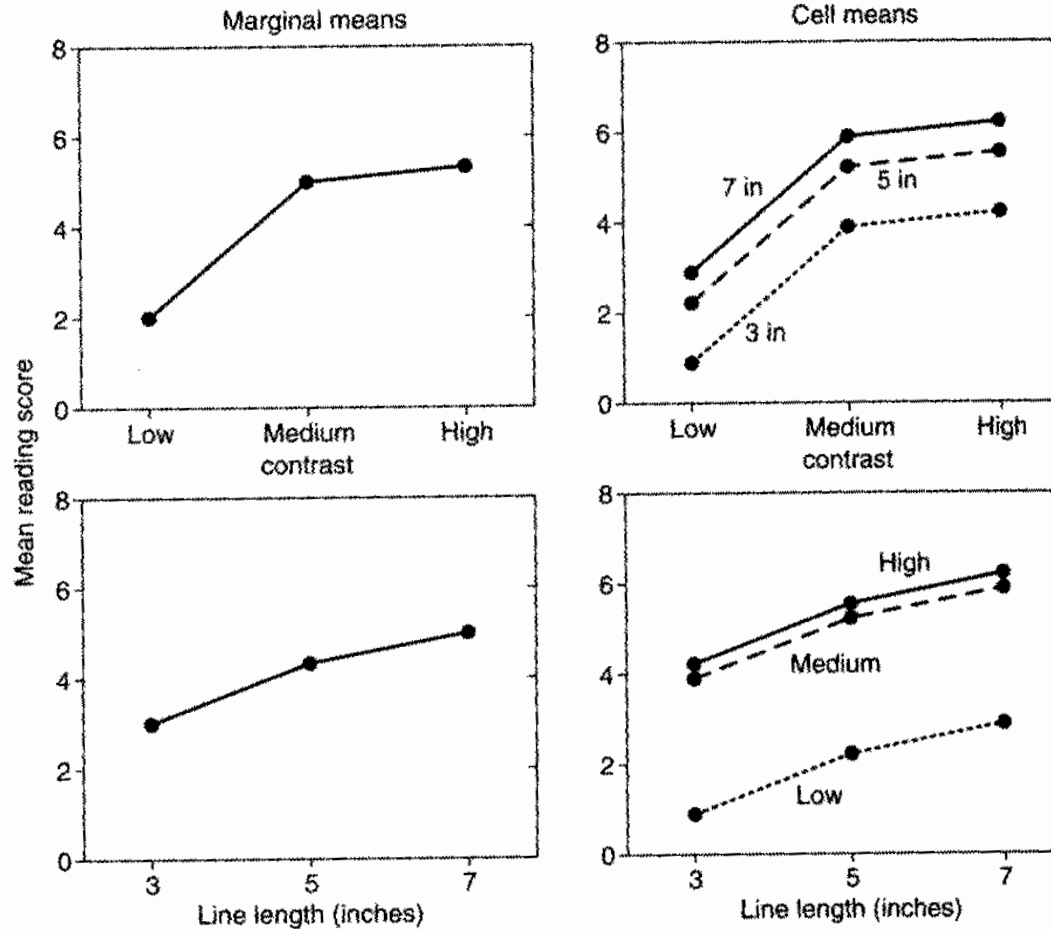 Marginal means
Cell means
Mean reading score
8
6
4
2
0
Low
Medium
High
contrast
8
6
4
2
0
7 in
5 in
3 in
Low
Medium
High
contrast
8
6
4
2
0
3
5
7
Line length (inches)
8
6
4
2
0
High
Medium
Low
3
5
7
Line length (inches)